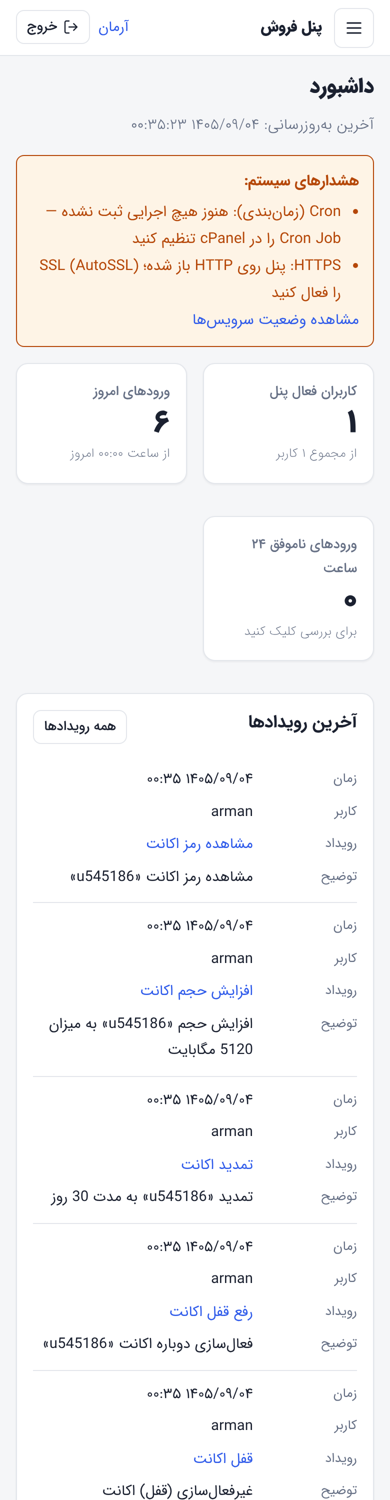 پنل فروش
آرمان
خروج
داشبورد
آخرین به‌روزرسانی: ۱۴۰۵/۰۹/۰۴ ۰۰:۳۵:۲۳
هشدارهای سیستم:
• Cron (زمان‌بندی): هنوز هیچ اجرایی ثبت نشده —
Cron Job را در cPanel تنظیم کنید
• HTTPS: پنل روی HTTP باز شده؛ SSL (AutoSSL)
را فعال کنید
مشاهده وضعیت سرویس‌ها
کاربران فعال پنل
۱
از مجموع ۱ کاربر
ورودهای امروز
۶
از ساعت ۰۰:۰۰ امروز
ورودهای ناموفق ۲۴
ساعت
۰
برای بررسی کلیک کنید
آخرین رویدادها
همه رویدادها
زمان ۱۴۰۵/۰۹/۰۴ ۰۰:۳۵
کاربر arman
رویداد مشاهده رمز اکانت
توضیح مشاهده رمز اکانت «u545186»
زمان ۱۴۰۵/۰۹/۰۴ ۰۰:۳۵
کاربر arman
رویداد افزایش حجم اکانت
توضیح افزایش حجم «u545186» به میزان
5120 مگابایت
زمان ۱۴۰۵/۰۹/۰۴ ۰۰:۳۵
کاربر arman
رویداد تمدید اکانت
توضیح تمدید «u545186» به مدت 30 روز
زمان ۱۴۰۵/۰۹/۰۴ ۰۰:۳۵
کاربر arman
رویداد رفع قفل اکانت
توضیح فعال‌سازی دوباره اکانت «u545186»
زمان ۱۴۰۵/۰۹/۰۴ ۰۰:۳۵
کاربر arman
رویداد قفل اکانت
توضیح غیرفعال‌سازی (قفل) اکانت